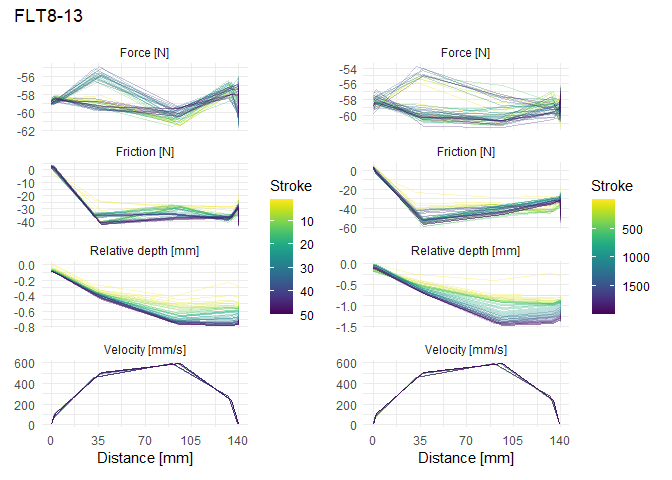 FLT8-13
Force [N]
-56
-58
-60
-62
Friction [N]
0
-10
-20
-30
-40
Relative depth [mm]
0.0
-0.2
-0.4
-0.6
-0.8
Velocity [mm/s]
600
400
200
0
0 35 70 105 140
Distance [mm]
Stroke
10
20
30
40
50
Force [N]
-54
-56
-58
-60
Friction [N]
0
-20
-40
-60
Relative depth [mm]
0.0
-0.5
-1.0
-1.5
Velocity [mm/s]
600
400
200
0
0 35 70 105 140
Distance [mm]
Stroke
500
1000
1500